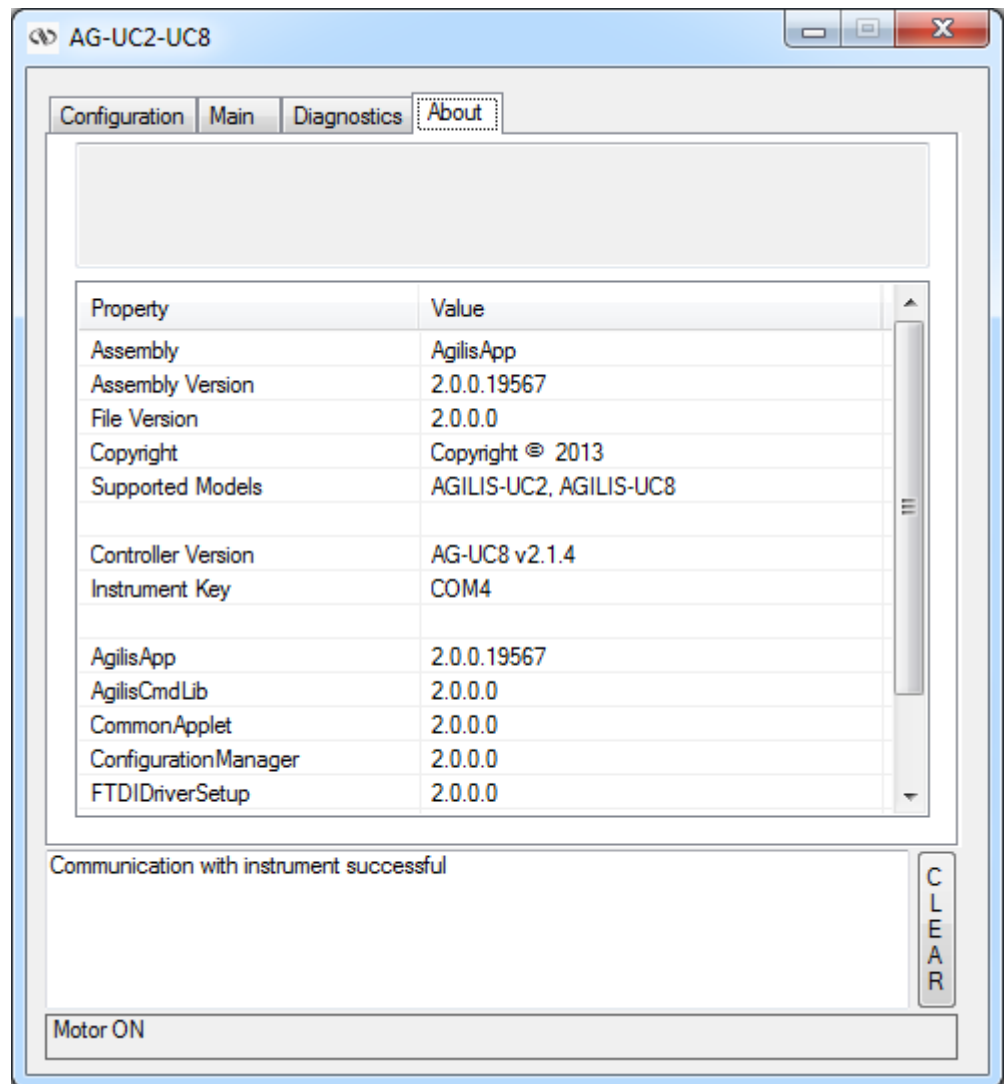 AG-UC2-UC8
Configuration Main Diagnostics About
Property Value
Assembly AgilisApp
Assembly Version 2.0.0.19567
File Version 2.0.0.0
Copyright Copyright © 2013
Supported Models AGILIS-UC2, AGILIS-UC8
Controller Version AG-UC8 v2.1.4
Instrument Key COM4
AgilisApp 2.0.0.19567
AgilisCmdLib 2.0.0.0
CommonApplet 2.0.0.0
ConfigurationManager 2.0.0.0
FTDIDriverSetup 2.0.0.0
Communication with instrument successful
CLEAR
Motor ON